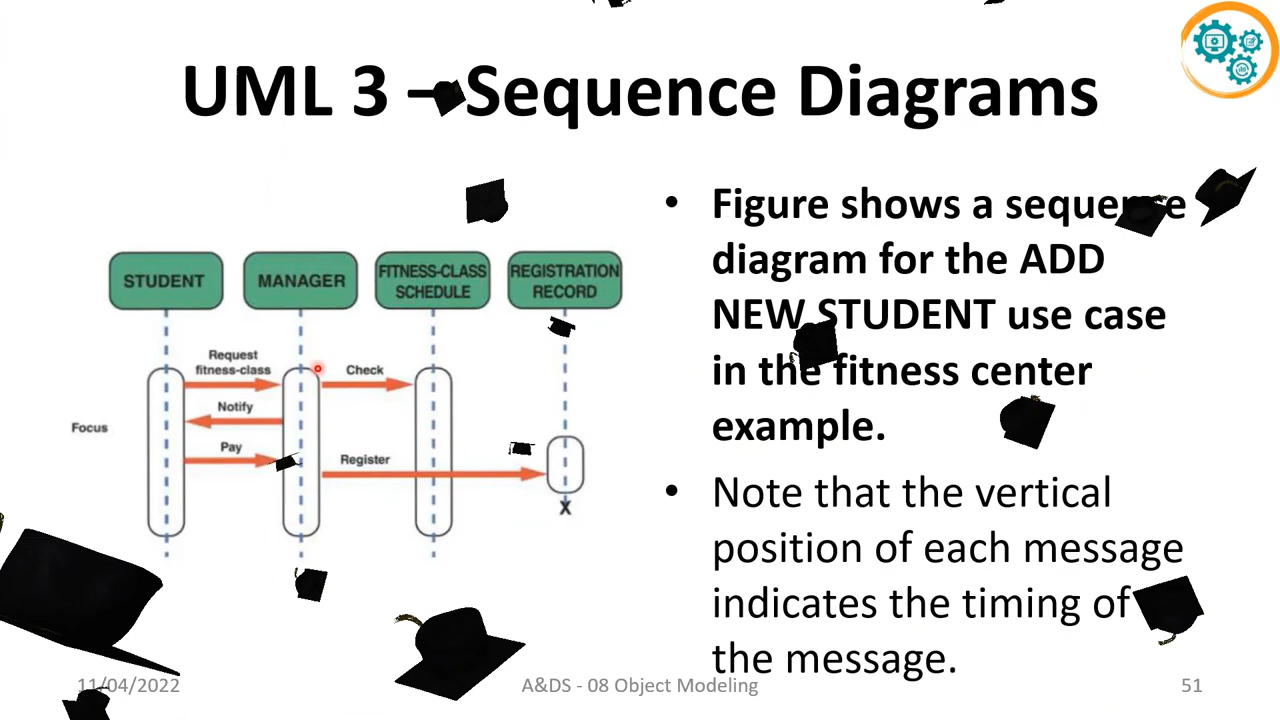 UML 3 – Sequence Diagrams
STUDENT
MANAGER
FITNESS-CLASS
SCHEDULE
REGISTRATION
RECORD
Request
fitness-class
Check
Notify
Focus
Pay
Register
X
• Figure shows a sequence
diagram for the ADD
NEW STUDENT use case
in the fitness center
example.
• Note that the vertical
position of each message
indicates the timing of
the message.
11/04/2022
A&DS - 08 Object Modeling
51